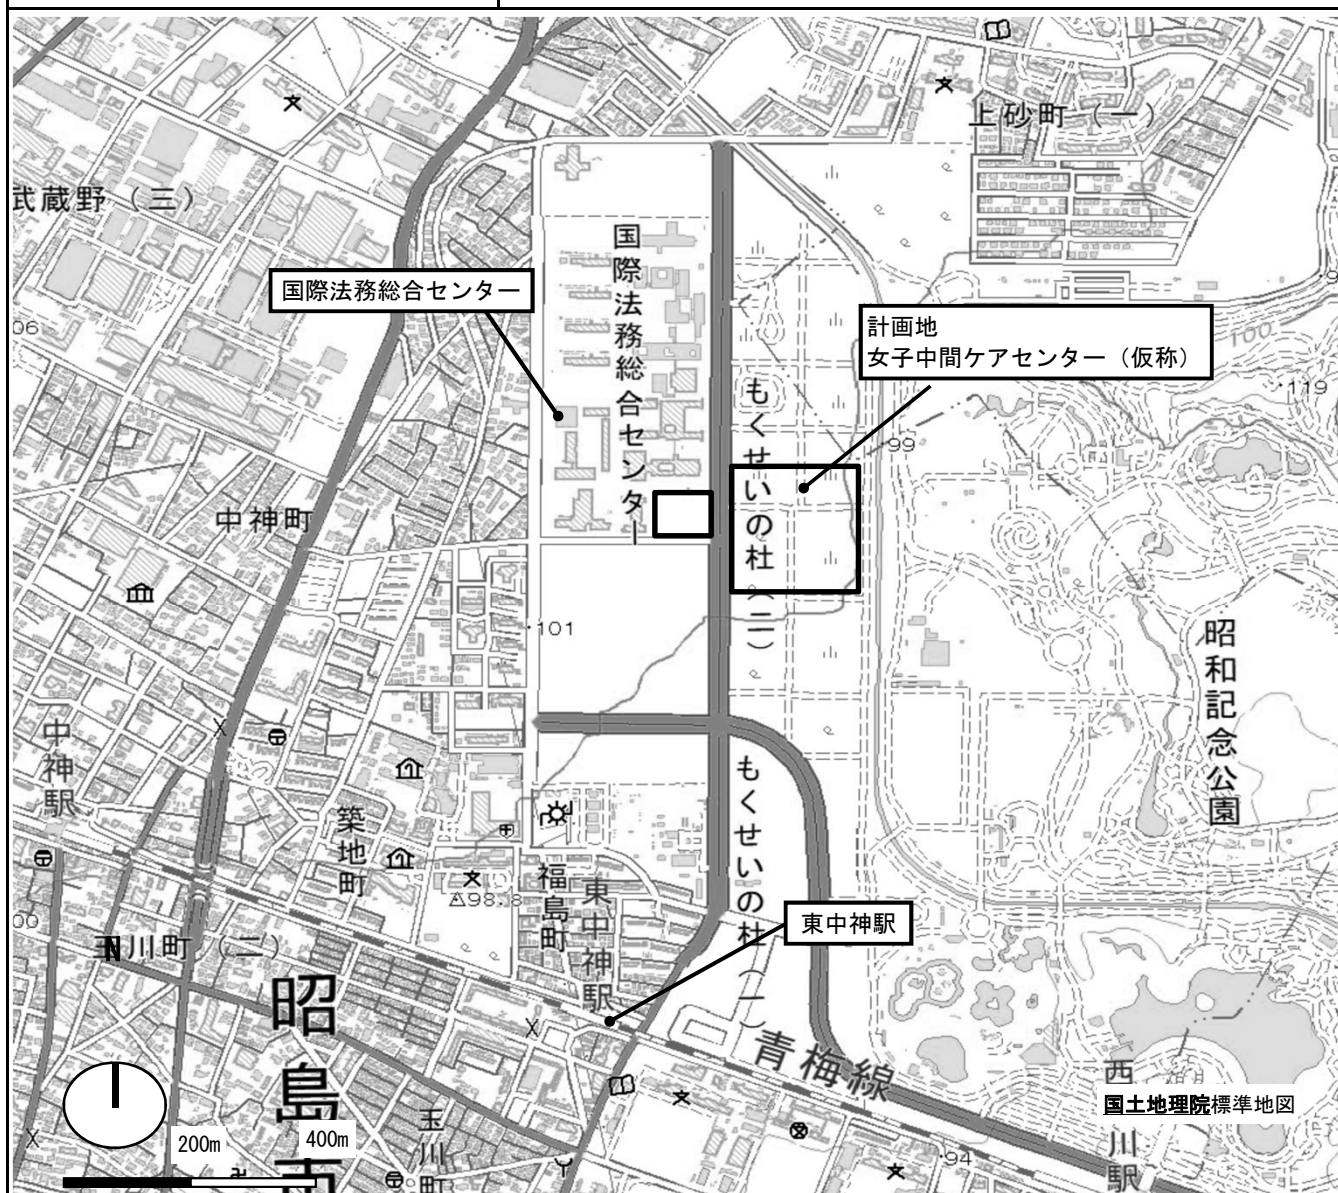 上砂町（一）
武蔵野（三）
国際法務総合センター
国際法務総合センター
計画地
女子中間ケアセンター（仮称）
06
100
119
99
もくせいの杜（二）
中神町
101
昭和記念公園
中神駅
築地町
もくせいの杜（一）
98.8
福島町
東中神駅
東中神駅
00
玉川町（二）
N
昭島市
青梅線
西
川駅
国土地理院標準地図
玉川町
200m
400m
94